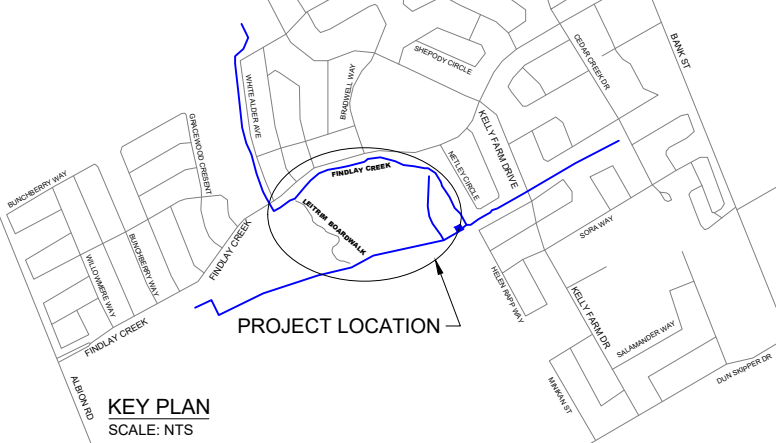 SHEPODY CIRCLE
CEDAR CREEK DR
BANK ST
WHITE ALDER AVE
BRADWELL WAY
GRACEWOOD CRESENT
KELLY FARM DRIVE
NETLEY CIRCLE
FINDLAY CREEK
BUNCHBERRY WAY
LEITRIM BOARDWALK
FINDLAY CREEK
SORA WAY
WILLOWMERE WAY
BUNCHBERRY WAY
HELEN RAPP WAY
KELLY FARM DR
PROJECT LOCATION
FINDLAY CREEK
SALAMANDER WAY
DUN SKIPPER DR
MINIKAN ST
ALBION RD
KEY PLAN
SCALE: NTS